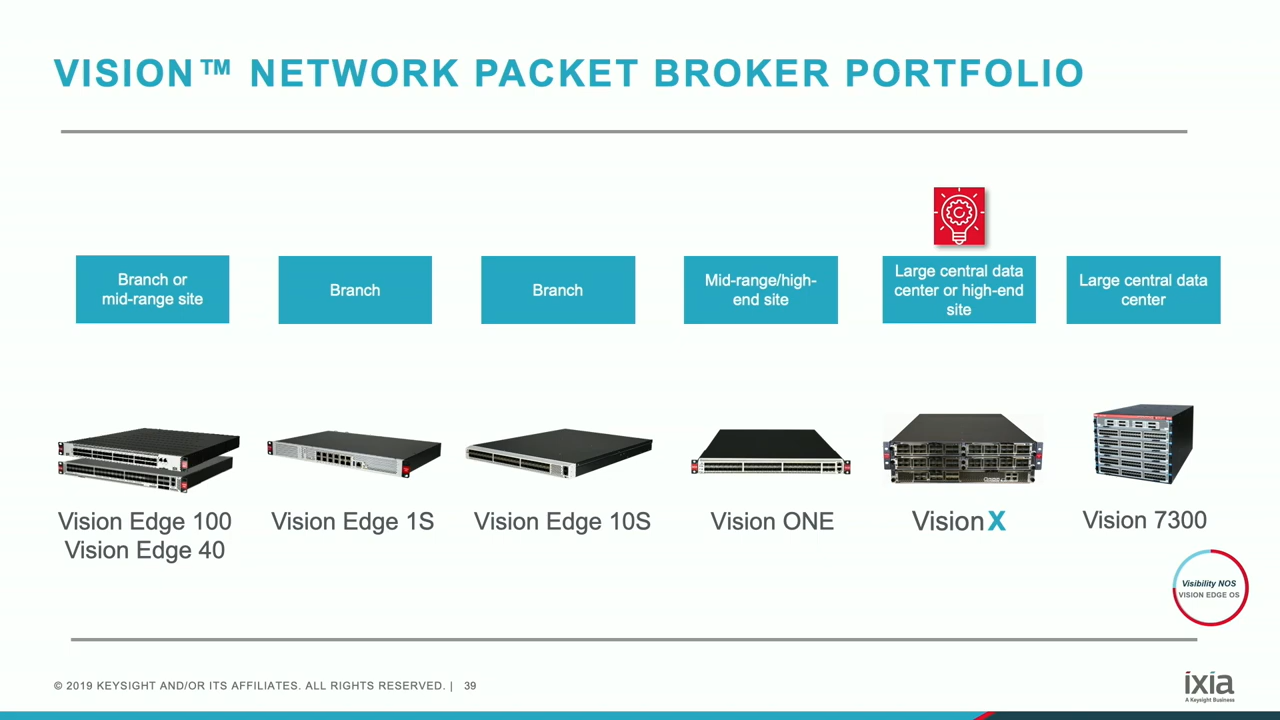 VISION™ NETWORK PACKET BROKER PORTFOLIO
Branch or
mid-range site
Branch
Branch
Mid-range/high-
end site
Large central data
center or high-end
site
Large central data
center
Vision Edge 100
Vision Edge 40
Vision Edge 1S
Vision Edge 10S
Vision ONE
Vision X
Vision 7300
Visibility NOS
VISION EDGE OS
© 2019 KEYSIGHT AND/OR ITS AFFILIATES. ALL RIGHTS RESERVED. | 39
ixia
A Keysight Business